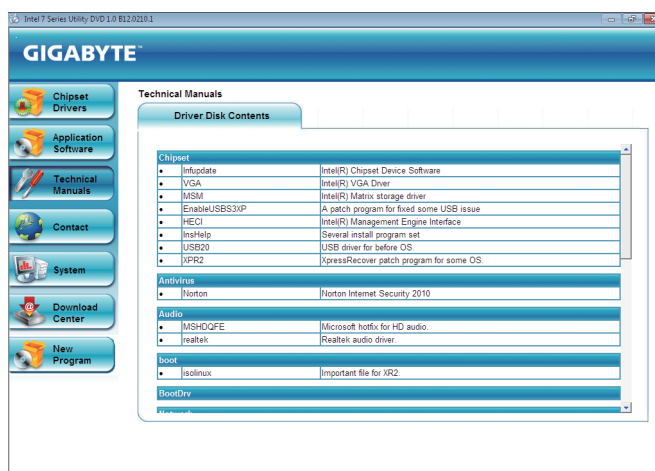 Intel 7 Series Utility DVD 1.0 B12.0210.1
GIGABYTE™
Chipset
Drivers
Application
Software
Technical
Manuals
Contact
System
Download
Center
New
Program
Technical Manuals
Driver Disk Contents
Chipset
• Infupdate Intel(R) Chipset Device Software
• VGA Intel(R) VGA Drver
• MSM Intel(R) Matrix storage driver
• EnableUSBS3XP A patch program for fixed some USB issue
• HECI Intel(R) Management Engine Interface
• InsHelp Several install program set
• USB20 USB driver for before OS.
• XPR2 XpressRecover patch program for some OS.
Antivirus
• Norton Norton Internet Security 2010
Audio
• MSHDQFE Microsoft hotfix for HD audio.
• realtek Realtek audio driver.
boot
• isolinux Important file for XR2.
BootDrv
Network